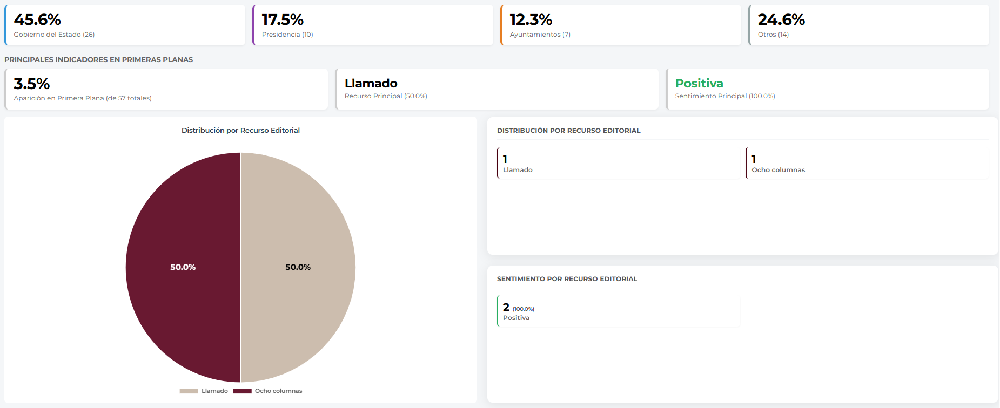 45.6%
Gobierno del Estado (26)
17.5%
Presidencia (10)
12.3%
Ayuntamientos (7)
24.6%
Otros (14)
PRINCIPALES INDICADORES EN PRIMERAS PLANAS
3.5%
Aparición en Primera Plana (de 57 totales)
Llamado
Recurso Principal (50.0%)
Positiva
Sentimiento Principal (100.0%)
Distribución por Recurso Editorial
50.0%
50.0%
Llamado
Ocho columnas
DISTRIBUCIÓN POR RECURSO EDITORIAL
1
Llamado
1
Ocho columnas
SENTIMIENTO POR RECURSO EDITORIAL
2 (100.0%)
Positiva